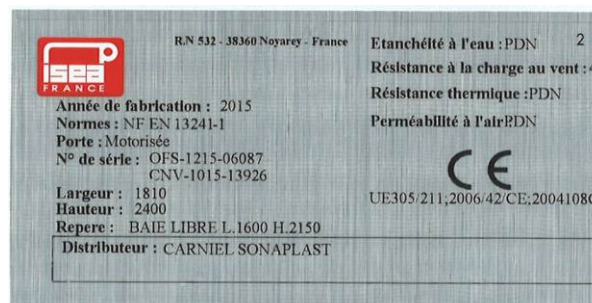 isea
FRANCE
R.N 532 - 38360 Noyarey - France
Année de fabrication : 2015
Normes : NF EN 13241-1
Porte : Motorisée
N° de série : OFS-1215-06087
CNV-1015-13926
Largeur : 1810
Hauteur : 2400
Repere : BAIE LIBRE L.1600 H.2150
Etanchéité à l'eau :PDN 2
Résistance à la charge au vent :
Résistance thermique :PDN
Perméabilité à l'airPDN
CE
UE305/211;2006/42/CE;2004108
Distributeur : CARNIEL SONAPLAST